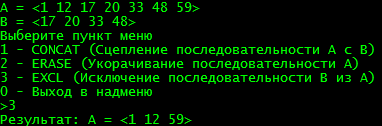 A = <1 12 17 20 33 48 59>
B = <17 20 33 48>
Выберите пункт меню
1 - CONCAT (Сцепление последовательности А с В)
2 - ERASE (Укорачивание последовательности А)
3 - EXCL (Исключение последовательности В из А)
0 - Выход в надменю
>3
Результат: A = <1 12 59>